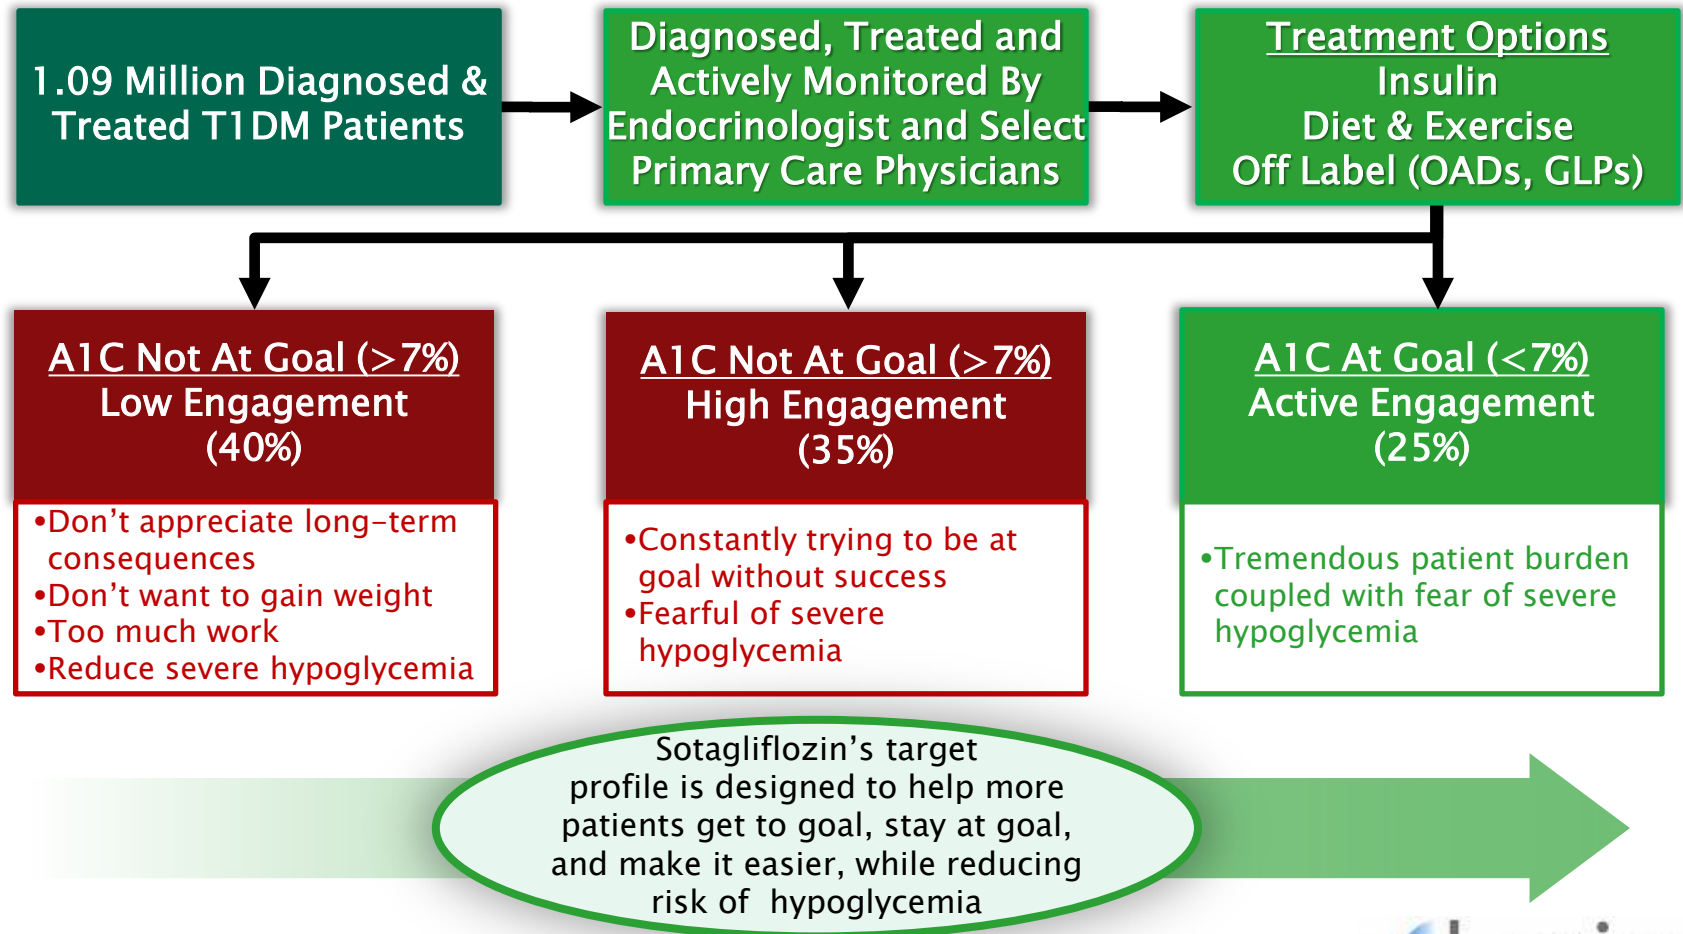 1.09 Million Diagnosed &
Treated T1DM Patients
Diagnosed, Treated and
Actively Monitored By
Endocrinologist and Select
Primary Care Physicians
Treatment Options
Insulin
Diet & Exercise
Off Label (OADs, GLPs)
A1C Not At Goal (>7%)
Low Engagement
(40%)
•Don't appreciate long-term
consequences
•Don't want to gain weight
•Too much work
•Reduce severe hypoglycemia
A1C Not At Goal (>7%)
High Engagement
(35%)
•Constantly trying to be at
goal without success
•Fearful of severe
hypoglycemia
A1C At Goal (<7%)
Active Engagement
(25%)
•Tremendous patient burden
coupled with fear of severe
hypoglycemia
Sotagliflozin's target
profile is designed to help more
patients get to goal, stay at goal,
and make it easier, while reducing
risk of hypoglycemia